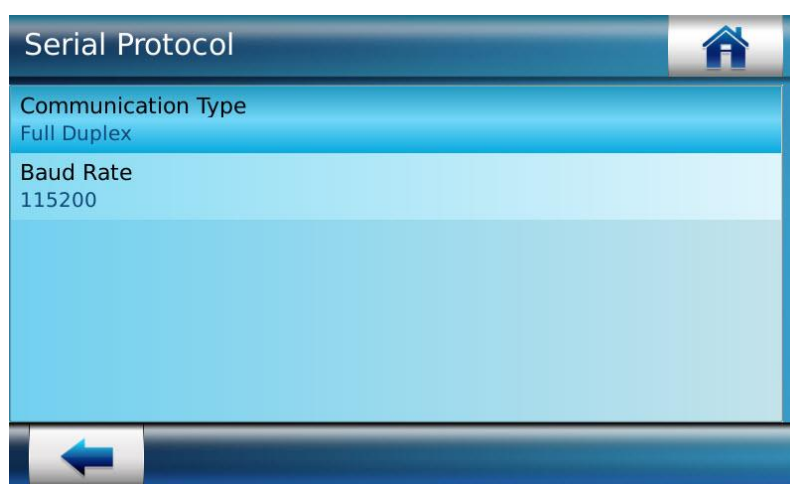 Serial Protocol
Communication Type
Full Duplex
Baud Rate
115200